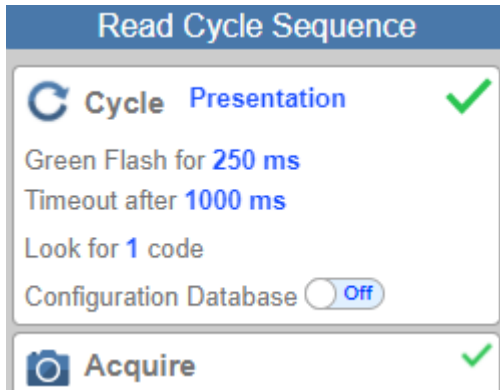 Read Cycle Sequence
Cycle Presentation
Green Flash for 250 ms
Timeout after 1000 ms
Look for 1 code
Configuration Database Off
Acquire